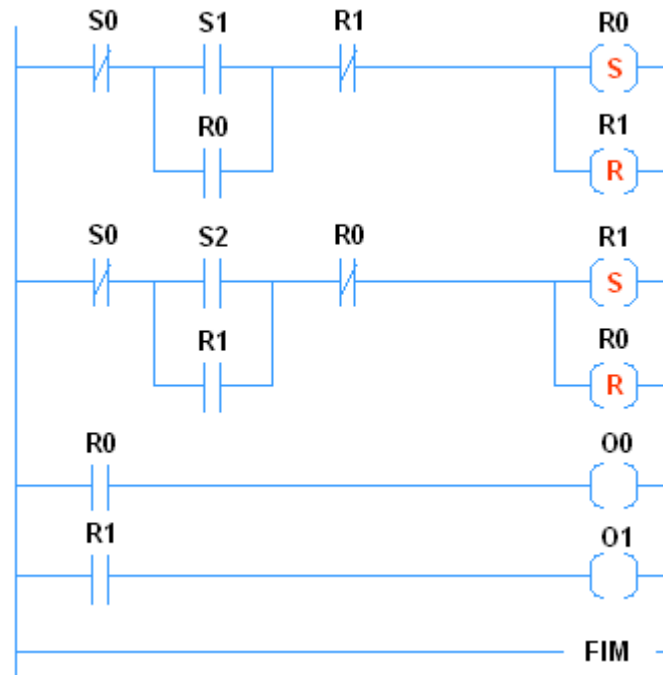 S0 S1 R1 R0
S
R0 R1
R
S0 S2 R0 R1
S
R1 R0
R
R0 O0
R1 O1
FIM